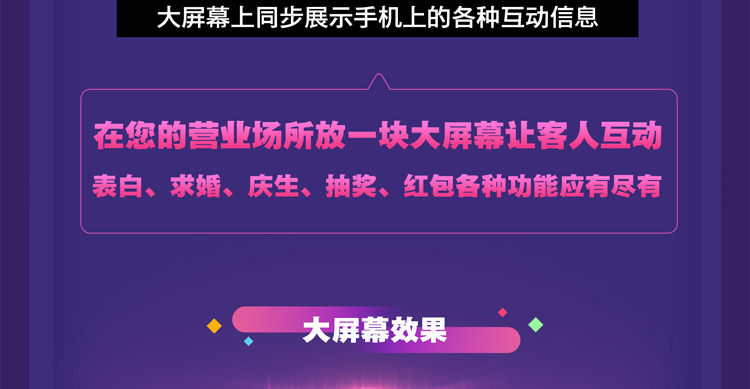 大屏幕上同步展示手机上的各种互动信息
在您的营业场所放一块大屏幕让客人互动
表白、求婚、庆生、抽奖、红包各种功能应有尽有
大屏幕效果